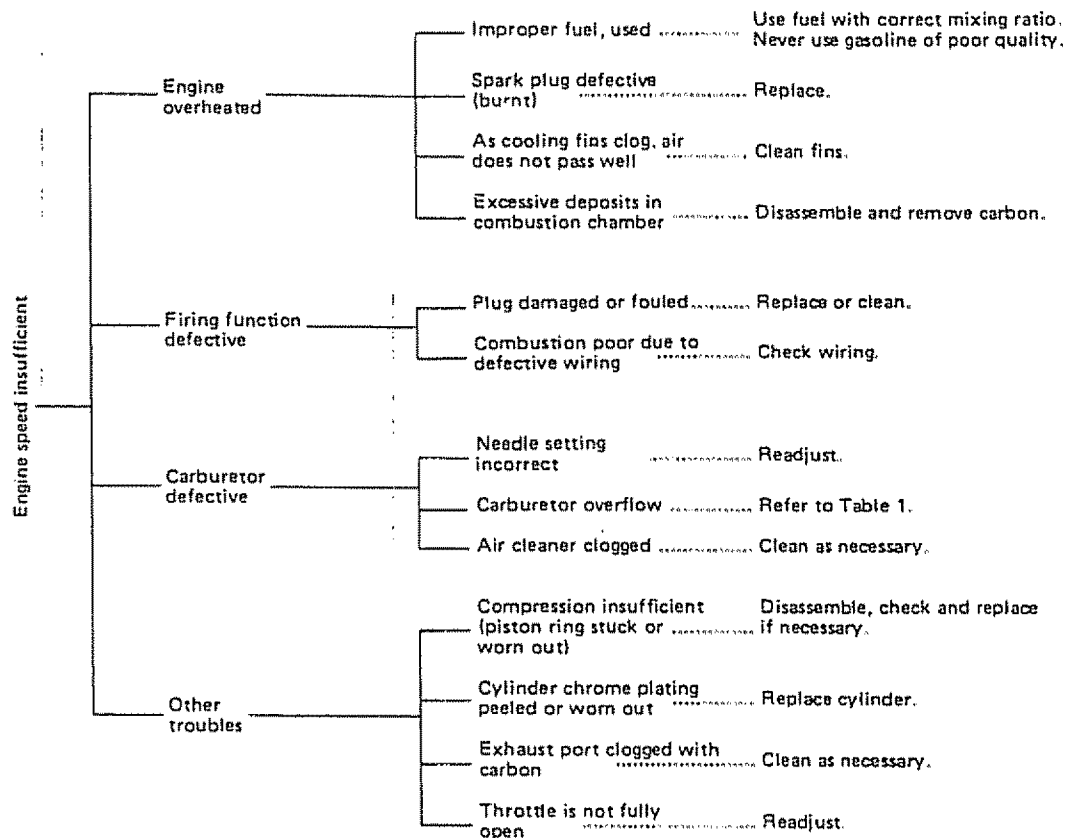 Engine speed insufficient
Engine
overheated
Improper fuel, used
Use fuel with correct mixing ratio.
Never use gasoline of poor quality.
Spark plug defective
(burnt)
Replace.
As cooling fins clog, air
does not pass well
Clean fins.
Excessive deposits in
combustion chamber
Disassemble and remove carbon.
Firing function
defective
Plug damaged or fouled
Replace or clean.
Combustion poor due to
defective wiring
Check wiring.
Carburetor
defective
Needle setting
incorrect
Readjust.
Carburetor overflow
Refer to Table 1.
Air cleaner clogged
Clean as necessary.
Other
troubles
Compression insufficient
(piston ring stuck or
worn out)
Disassemble, check and replace
if necessary.
Cylinder chrome plating
peeled or worn out
Replace cylinder.
Exhaust port clogged with
carbon
Clean as necessary.
Throttle is not fully
open
Readjust.